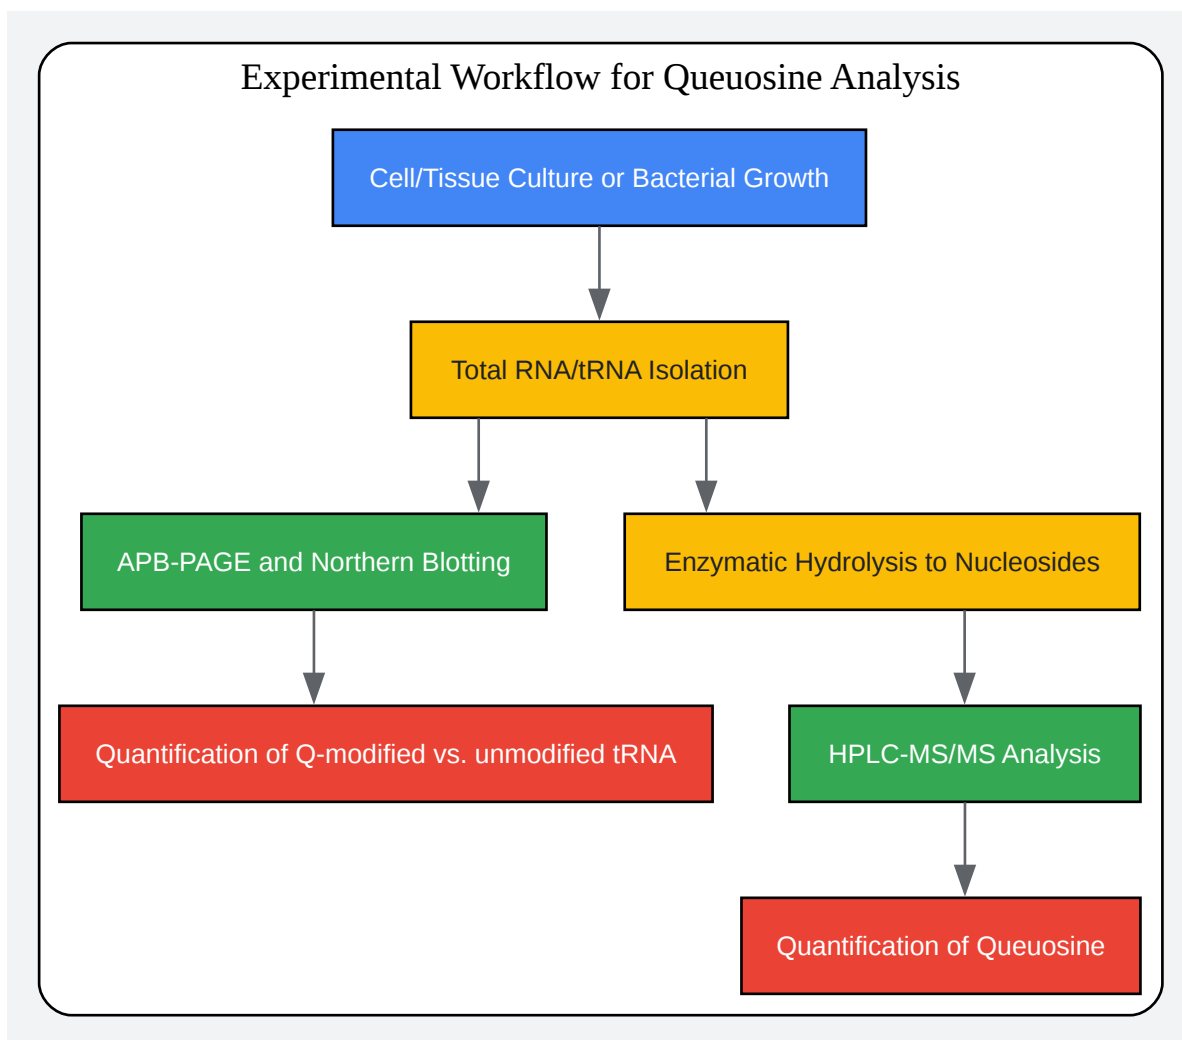 Experimental Workflow for Queuosine Analysis
Cell/Tissue Culture or Bacterial Growth
Total RNA/tRNA Isolation
APB-PAGE and Northern Blotting
Enzymatic Hydrolysis to Nucleosides
Quantification of Q-modified vs. unmodified tRNA
HPLC-MS/MS Analysis
Quantification of Queuosine